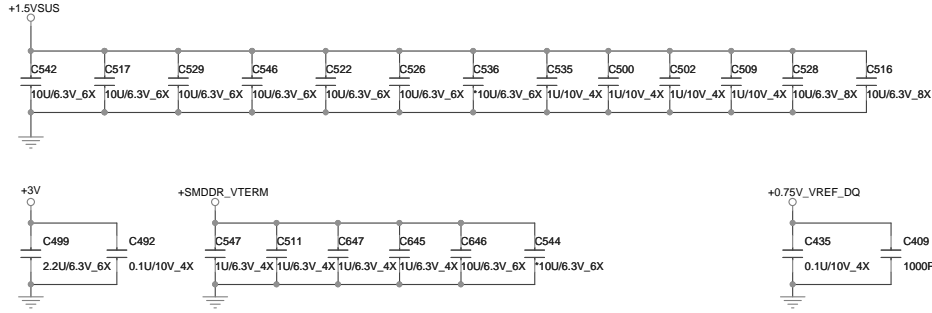 +1.5VSUS
C542 C517 C529 C546 C522 C526 C536 C535 C500 C502 C509 C528 C516
10U/6.3V_6X 10U/6.3V_6X 10U/6.3V_6X 10U/6.3V_6X 10U/6.3V_6X 10U/6.3V_6X *10U/6.3V_6X 1U/10V_4X 1U/10V_4X 1U/10V_4X 1U/10V_4X 10U/6.3V_8X 10U/6.3V_8X
+3V +SMDDR_VTERM +0.75V_VREF_DQ
C499 C492 C547 C511 C647 C645 C646 C544 C435 C409
2.2U/6.3V_6X 0.1U/10V_4X 1U/6.3V_4X 1U/6.3V_4X 1U/6.3V_4X 1U/6.3V_4X 10U/6.3V_6X *10U/6.3V_6X 0.1U/10V_4X